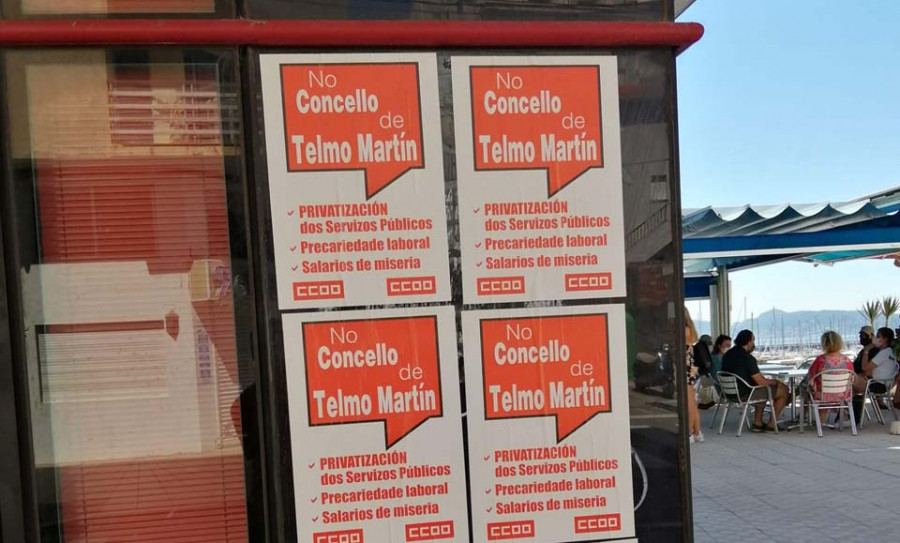 No
Concello
de
Telmo Martín
✓ PRIVATIZACIÓN
dos Servizos Públicos
✓ Precariedade laboral
✓ Salarios de miseria
CCOO CCOO
No
Concello
de
Telmo Martín
✓ PRIVATIZACIÓN
dos Servizos Públicos
✓ Precariedade laboral
✓ Salarios de miseria
CCOO CCOO
No
Concello
de
Telmo Martín
✓ PRIVATIZACIÓN
dos Servizos Públicos
✓ Precariedade laboral
✓ Salarios de miseria
CCOO CCOO
No
Concello
de
Telmo Martín
✓ PRIVATIZACIÓN
dos Servizos Públicos
✓ Precariedade laboral
✓ Salarios de miseria
CCOO CCOO